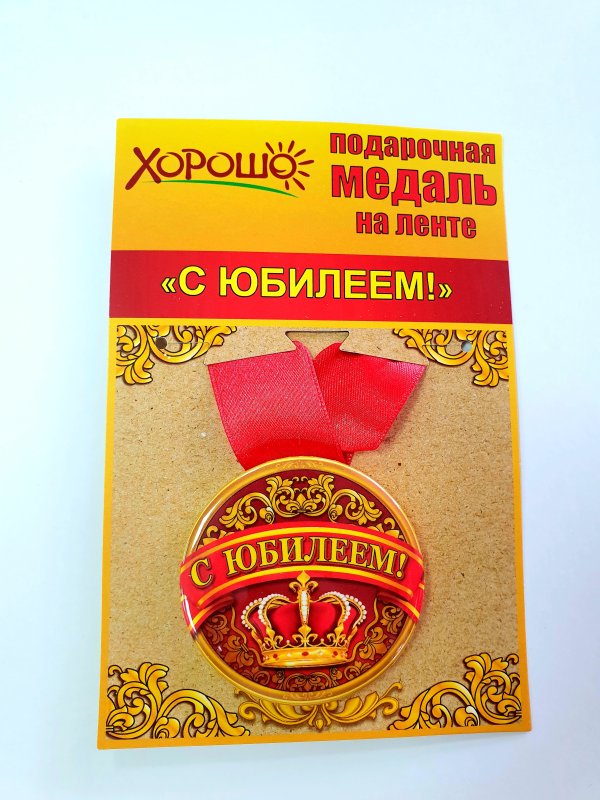 ХОРОШО
подарочная
медаль
на ленте
«С ЮБИЛЕЕМ!»
С ЮБИЛЕЕМ!